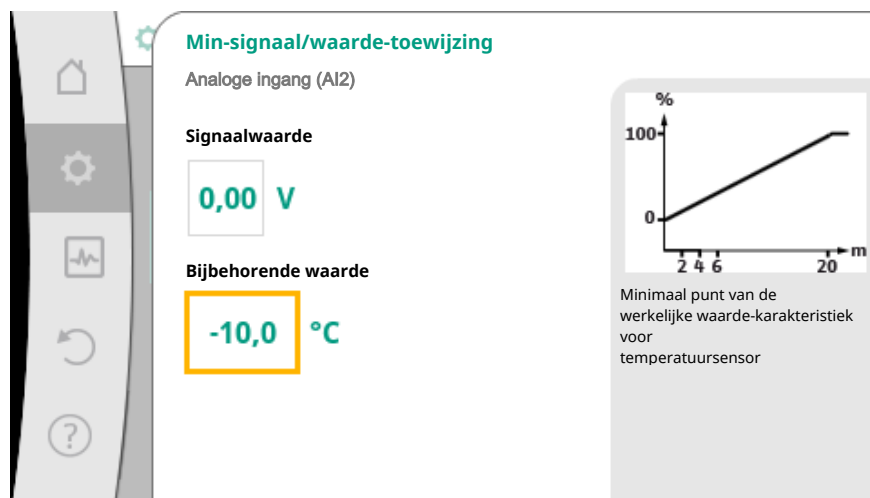 Min-signaal/waarde-toewijzing
Analoge ingang (AI2)
Signaalwaarde
0,00 V
Bijbehorende waarde
-10,0 °C
%
100
0
2 4 6 20 m
Minimaal punt van de
werkelijke waarde-karakteristiek
voor
temperatuursensor
?